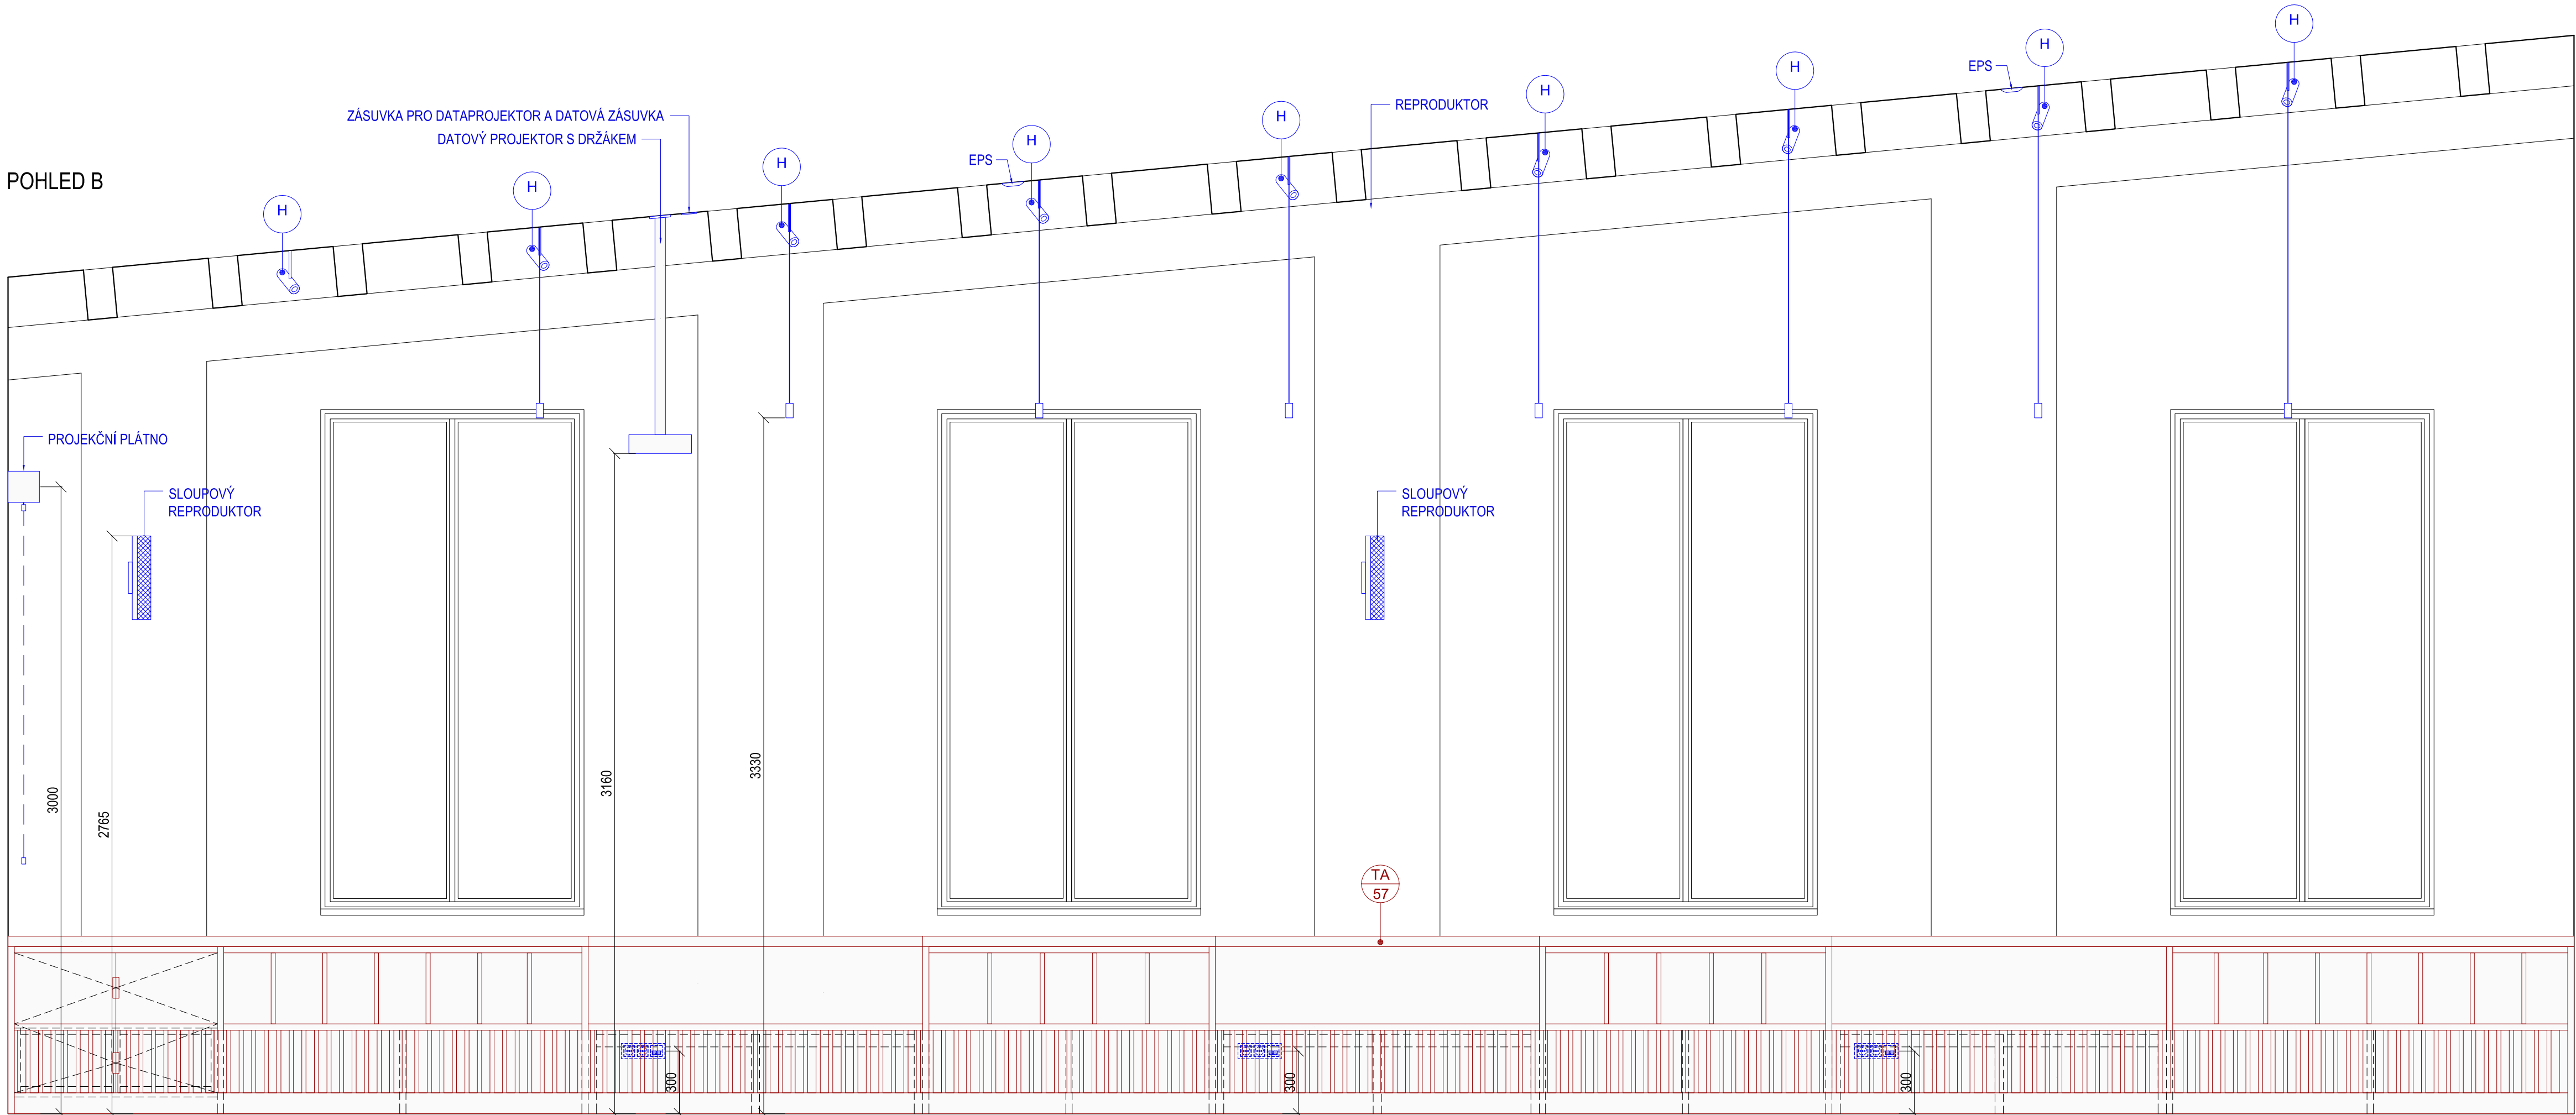 POHLED B
ZÁSUVKA PRO DATAPROJEKTOR A DATOVÁ ZÁSUVKA
DATOVÝ PROJEKTOR S DRŽÁKEM
H
H
H
EPS
H
H
REPRODUKTOR
H
H
EPS
H
H
PROJEKČNÍ PLÁTNO
SLOUPOVÝ
REPRODUKTOR
SLOUPOVÝ
REPRODUKTOR
3000
2765
3160
3330
TA
57
300
300
300